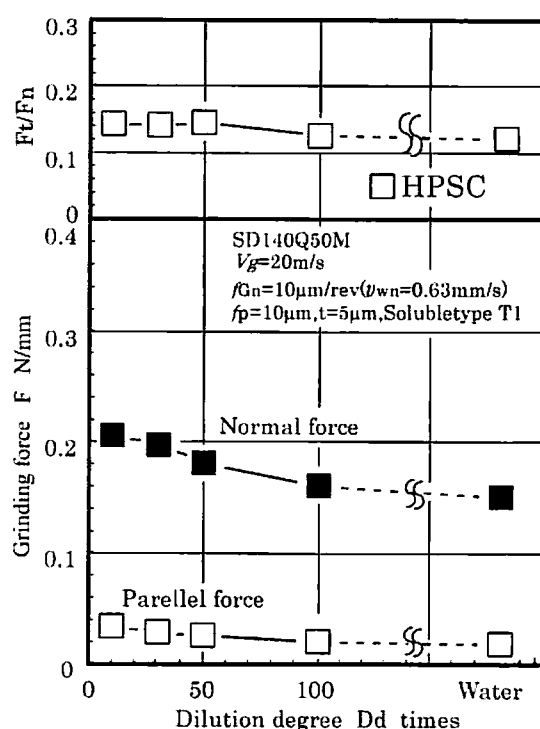 0.3
0.2
0.1
0
Ft/Fn
HPSC
0.4
0.3
0.2
0.1
0
Grinding force F N/mm
SD140Q50M
Vg=20m/s
fGn=10μm/rev(νwn=0.63mm/s)
fp=10μm,t=5μm,Solubletype T1
Normal force
Parellel force
0 50 100 Water
Dilution degree Dd times